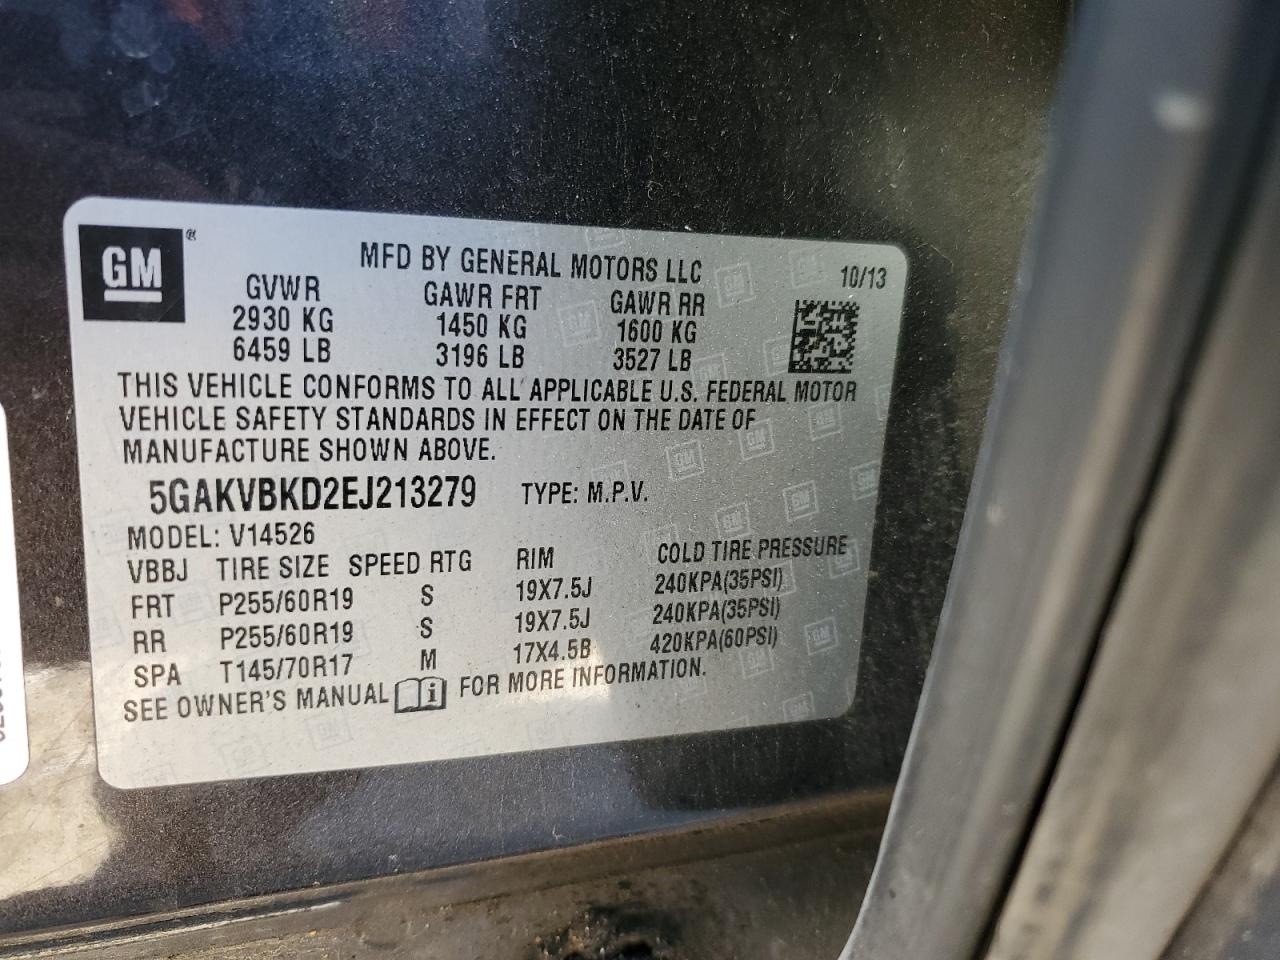 GM®
MFD BY GENERAL MOTORS LLC 10/13
GVWR GAWR FRT GAWR RR
2930 KG 1450 KG 1600 KG
6459 LB 3196 LB 3527 LB
THIS VEHICLE CONFORMS TO ALL APPLICABLE U.S. FEDERAL MOTOR
VEHICLE SAFETY STANDARDS IN EFFECT ON THE DATE OF
MANUFACTURE SHOWN ABOVE.
5GAKVBKD2EJ213279 TYPE: M.P.V.
MODEL: V14526
VBBJ TIRE SIZE SPEED RTG RIM COLD TIRE PRESSURE
FRT P255/60R19 S 19X7.5J 240KPA(35PSI)
RR P255/60R19 S 19X7.5J 240KPA(35PSI)
SPA T145/70R17 M 17X4.5B 420KPA(60PSI)
SEE OWNER'S MANUAL i FOR MORE INFORMATION.